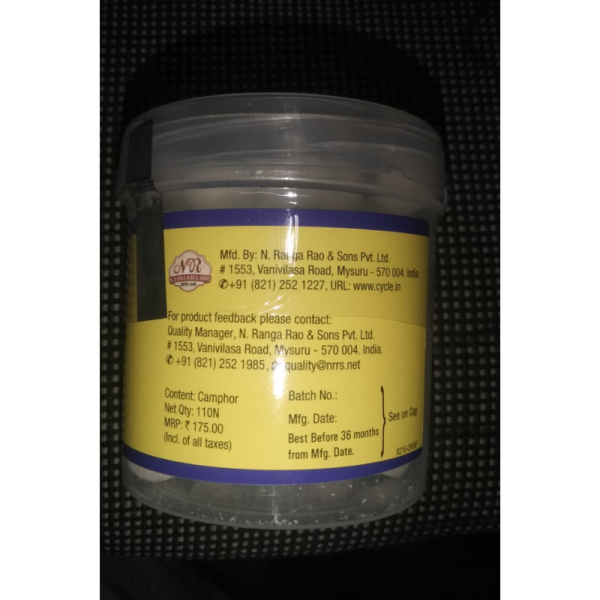 NR
Mfd. By: N. Ranga Rao & Sons Pvt. Ltd.
# 1553, Vanivilasa Road, Mysuru - 570 004. India.
✆+91 (821) 252 1227, URL: www.cycle.in
For product feedback please contact:
Quality Manager, N. Ranga Rao & Sons Pvt. Ltd.
# 1553, Vanivilasa Road, Mysuru - 570 004. India.
✆ +91 (821) 252 1985, quality@nrrs.net
Content: Camphor
Net Qty: 110N
MRP: ₹ 175.00
(Incl. of all taxes)
Batch No.:
Mfg. Date:
Best Before 36 months
from Mfg. Date.
See on Cap